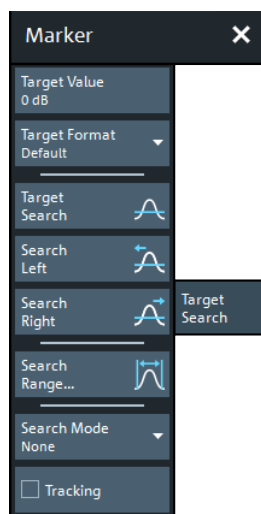 Marker
Target Value
0 dB
Target Format
Default
Target
Search
Search
Left
Search
Right
Target
Search
Search
Range...
Search Mode
None
Tracking